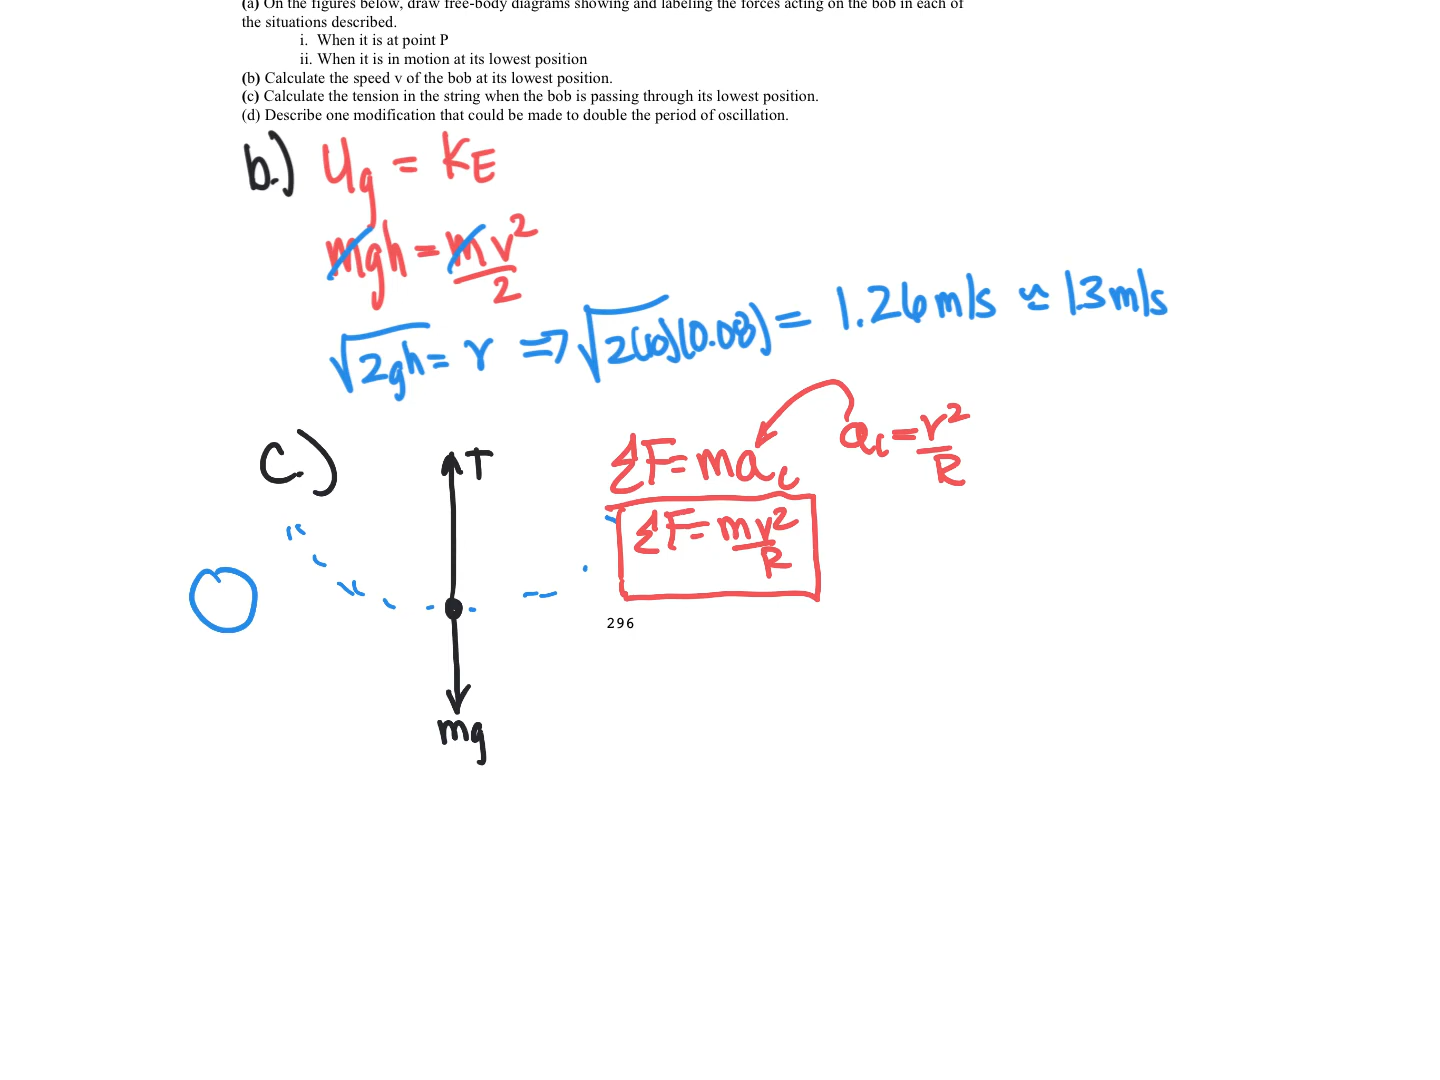 (a) On the figures below, draw free-body diagrams showing and labeling the forces acting on the bob in each of
the situations described.
i. When it is at point P
ii. When it is in motion at its lowest position
(b) Calculate the speed v of the bob at its lowest position.
(c) Calculate the tension in the string when the bob is passing through its lowest position.
(d) Describe one modification that could be made to double the period of oscillation.
b.) Ug = KE
mgh = mv²/2
√2gh = v ⇒ √2(10)(0.08) = 1.26 m/s ≈ 1.3 m/s
c.) T ΣF = mac ac = v²/R
ΣF = mv²/R
296
mg